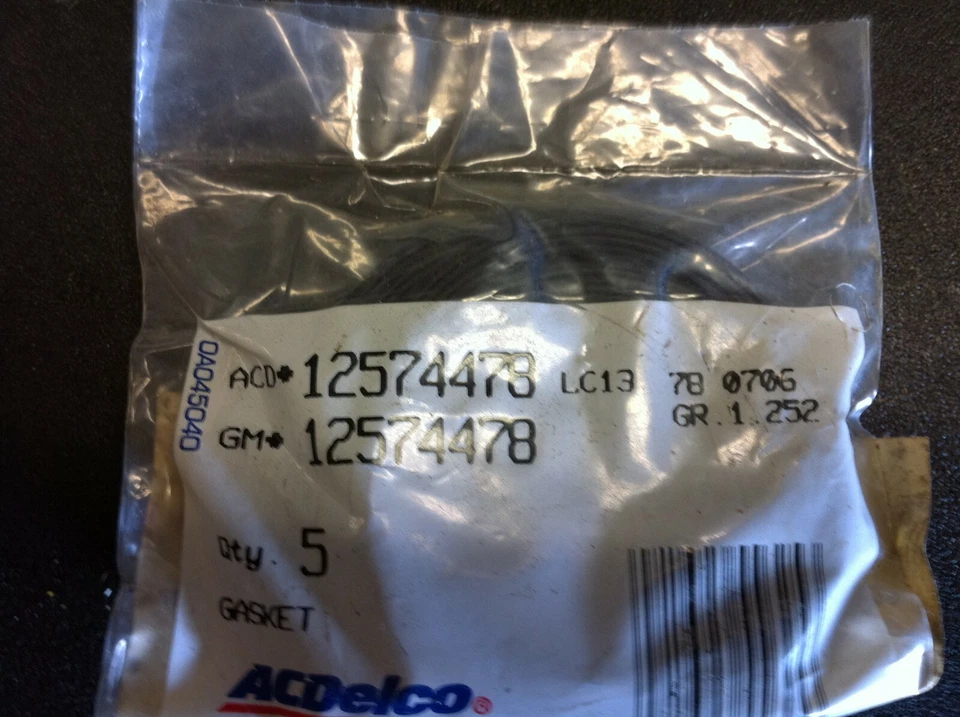 ACD# 12574478 LC13 78 0706
GM# 12574478 GR.1.252
Qty. 5
GASKET
ACDelco®
0A045040